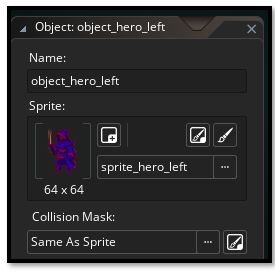 Object: object_hero_left
Name:
object_hero_left
Sprite:
sprite_hero_left
64 x 64
Collision Mask:
Same As Sprite